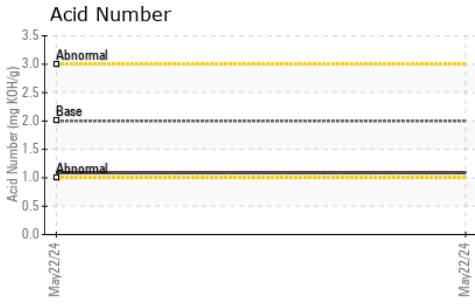 Acid Number
Acid Number (mg KOH/g)
3.5
3.0
2.5
2.0
1.5
1.0
0.5
0.0
Abnormal
Base
Abnormal
May22/24
May22/24